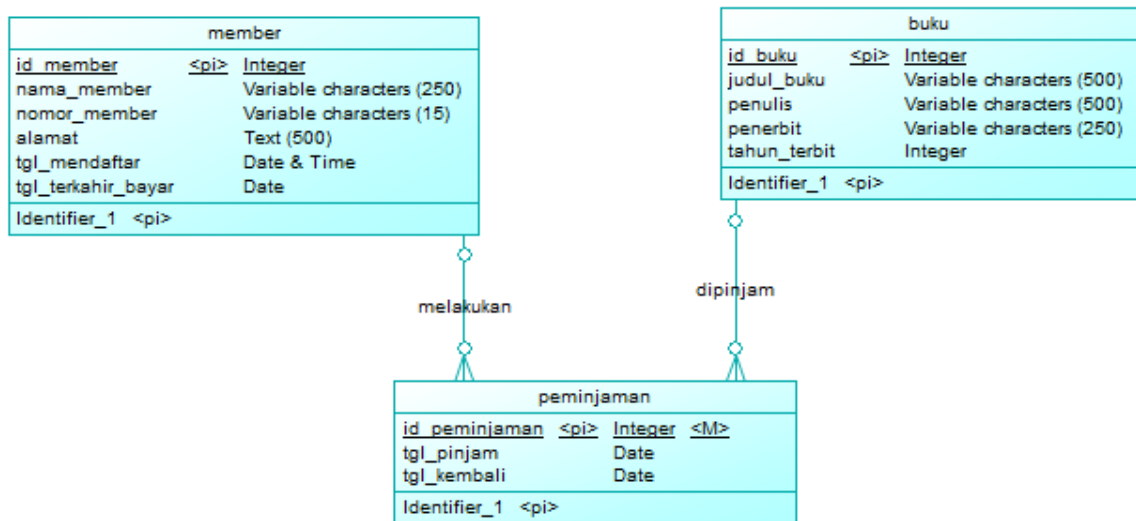 member
id_member <pi> Integer
nama_member Variable characters (250)
nomor_member Variable characters (15)
alamat Text (500)
tgl_mendaftar Date & Time
tgl_terkahir_bayar Date
Identifier_1 <pi>
buku
id_buku <pi> Integer
judul_buku Variable characters (500)
penulis Variable characters (500)
penerbit Variable characters (250)
tahun_terbit Integer
Identifier_1 <pi>
melakukan
dipinjam
peminjaman
id_peminjaman <pi> Integer <M>
tgl_pinjam Date
tgl_kembali Date
Identifier_1 <pi>